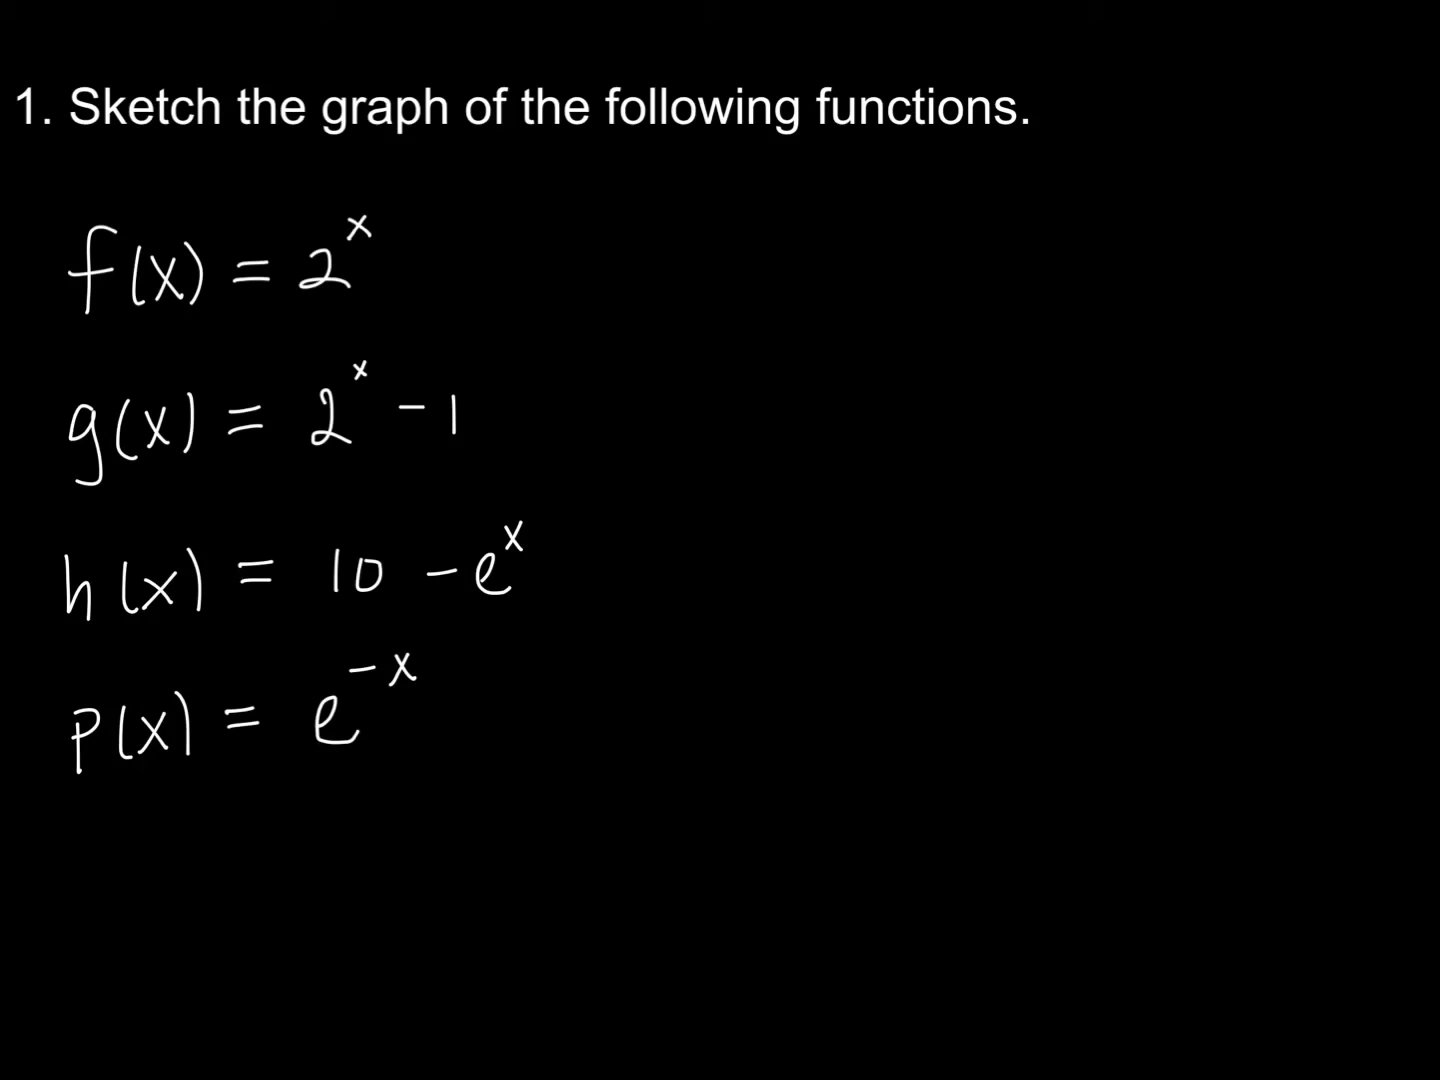 1. Sketch the graph of the following functions.
f(x) = 2^x
g(x) = 2^x - 1
h(x) = 10 - e^x
p(x) = e^-x